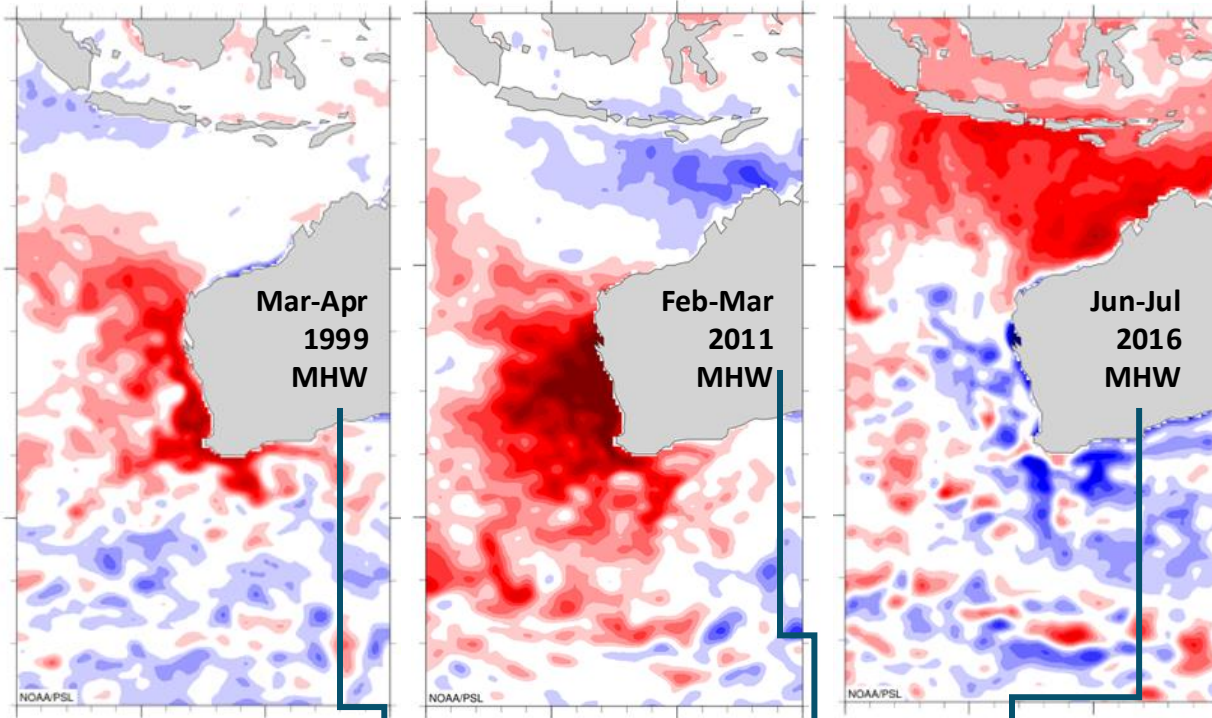 Mar-Apr
1999
MHW
NOAA/PSL
Feb-Mar
2011
MHW
NOAA/PSL
Jun-Jul
2016
MHW
NOAA/PSL